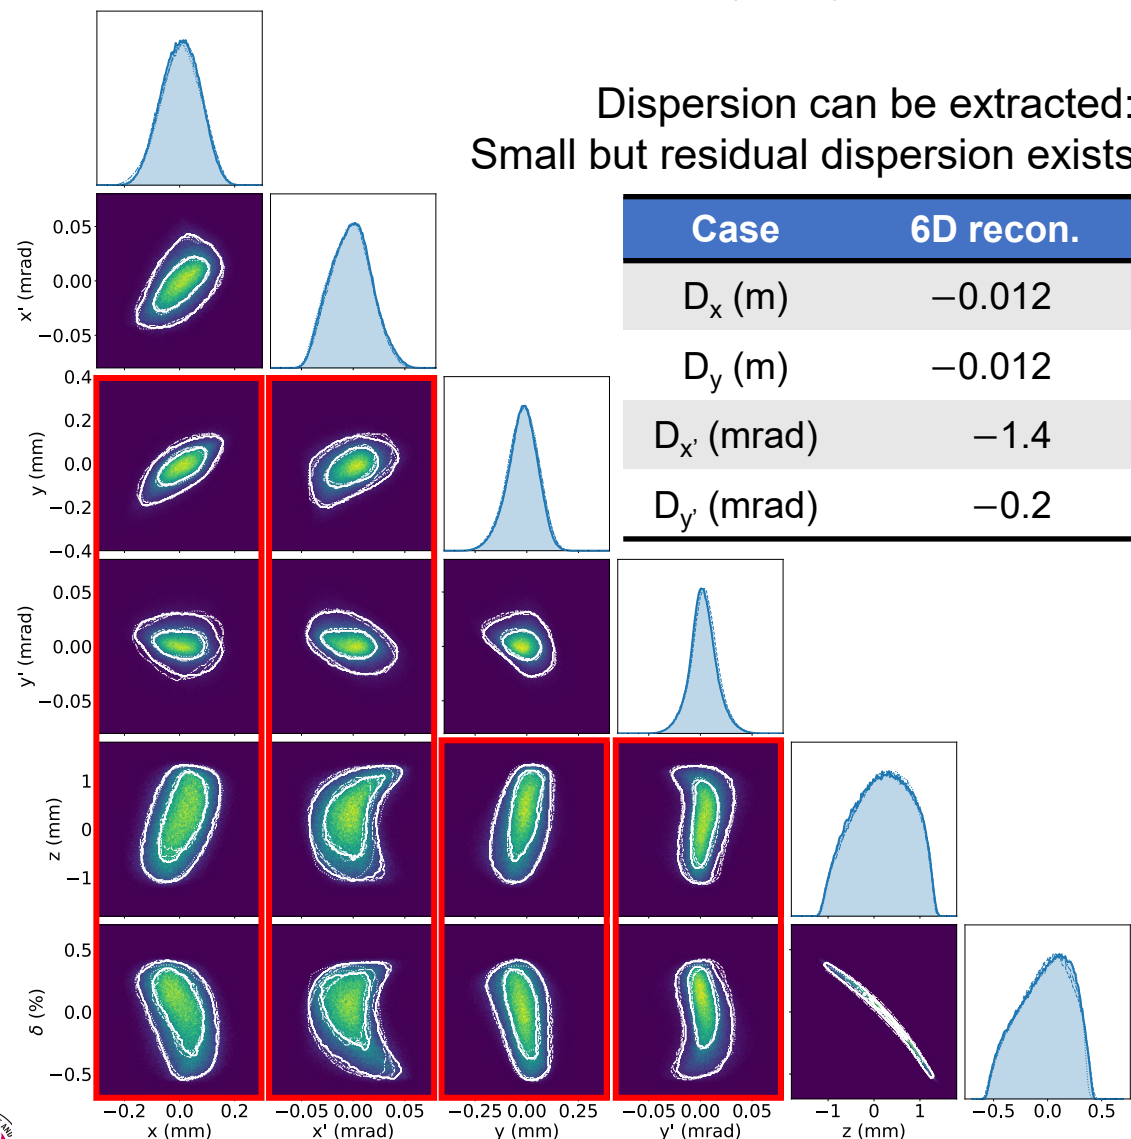 Dispersion can be extracted:
Small but residual dispersion exists
Case 6D recon.
Dx (m) −0.012
Dy (m) −0.012
Dx' (mrad) −1.4
Dy' (mrad) −0.2
0.05
0.00
−0.05
x' (mrad)
0.4
0.2
0.0
−0.2
−0.4
y (mm)
0.05
0.00
−0.05
y' (mrad)
1
0
−1
z (mm)
0.5
0.0
−0.5
δ (%)
−0.2 0.0 0.2 −0.05 0.00 0.05 −0.25 0.00 0.25 −0.05 0.00 0.05 −1 0 1 −0.5 0.0 0.5
x (mm) x' (mrad) y (mm) y' (mrad) z (mm)